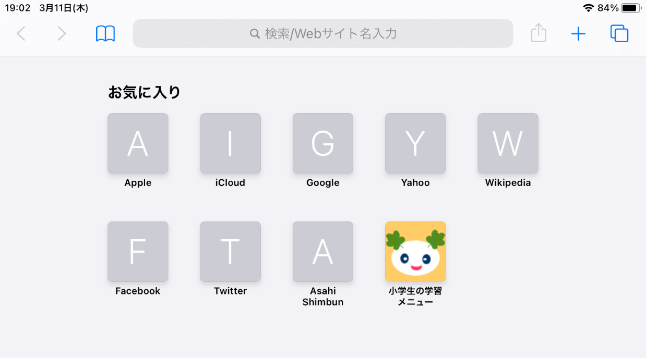 19:02 3月11日(木) 84%
検索/Webサイト名入力
お気に入り
A I G Y W
Apple iCloud Google Yahoo Wikipedia
F T A
Facebook Twitter Asahi 小学生の学習
Shimbun メニュー